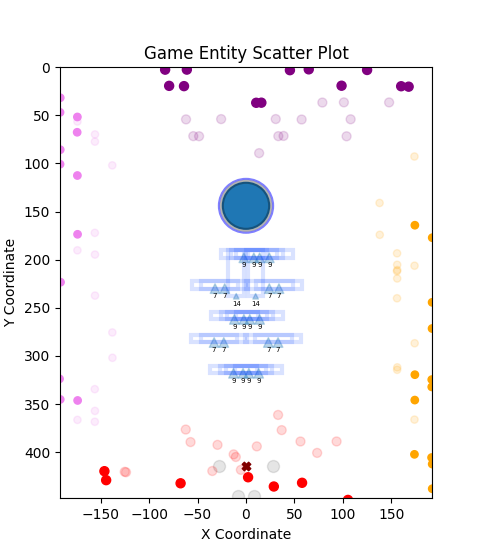 Game Entity Scatter Plot
0
50
100
150
200
250
300
350
400
Y Coordinate
9 9 9 9
7 7 7 7
14 14
9 9 9 9
7 7 7 7
9 9 9 9
−150 −100 −50 0 50 100 150
X Coordinate